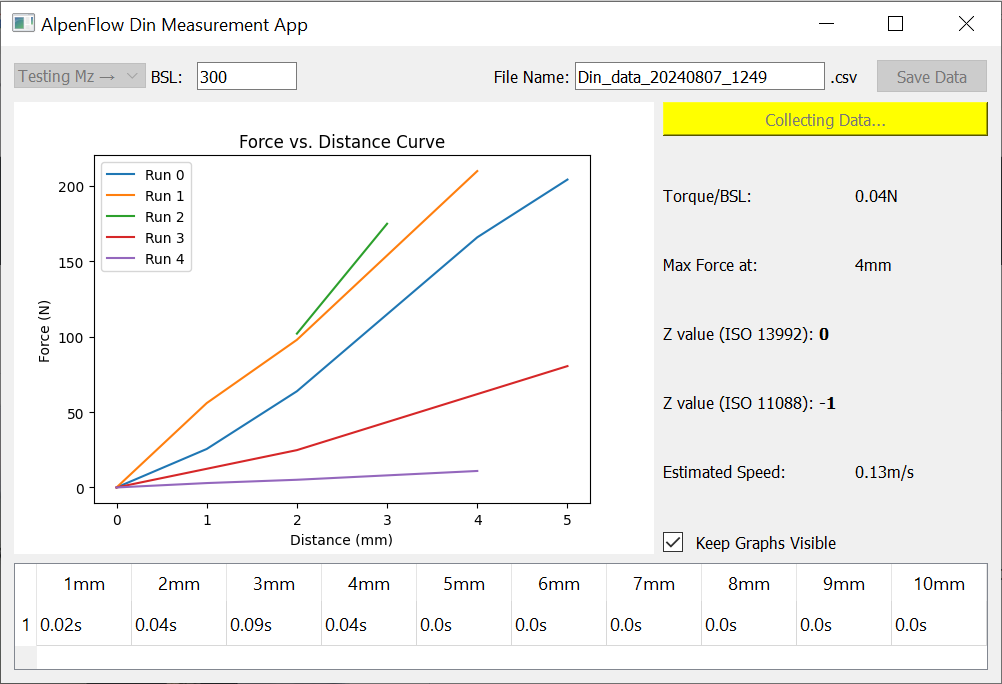 AlpenFlow Din Measurement App
Testing Mz → BSL: 300 File Name: Din_data_20240807_1249 .csv Save Data
Collecting Data...
Force vs. Distance Curve
Run 0
Run 1
Run 2
Run 3
Run 4
200
150
100
50
0
Force (N)
0 1 2 3 4 5
Distance (mm)
Torque/BSL: 0.04N
Max Force at: 4mm
Z value (ISO 13992): 0
Z value (ISO 11088): -1
Estimated Speed: 0.13m/s
Keep Graphs Visible
1mm 2mm 3mm 4mm 5mm 6mm 7mm 8mm 9mm 10mm
1 0.02s 0.04s 0.09s 0.04s 0.0s 0.0s 0.0s 0.0s 0.0s 0.0s